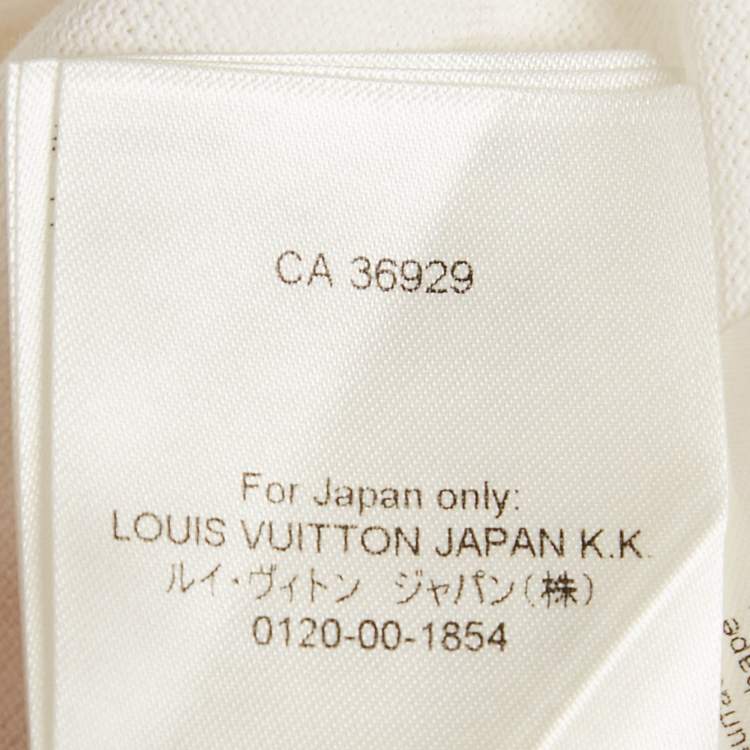 CA 36929
For Japan only:
LOUIS VUITTON JAPAN K.K.
ルイ・ヴィトン ジャパン(株)
0120-00-1854